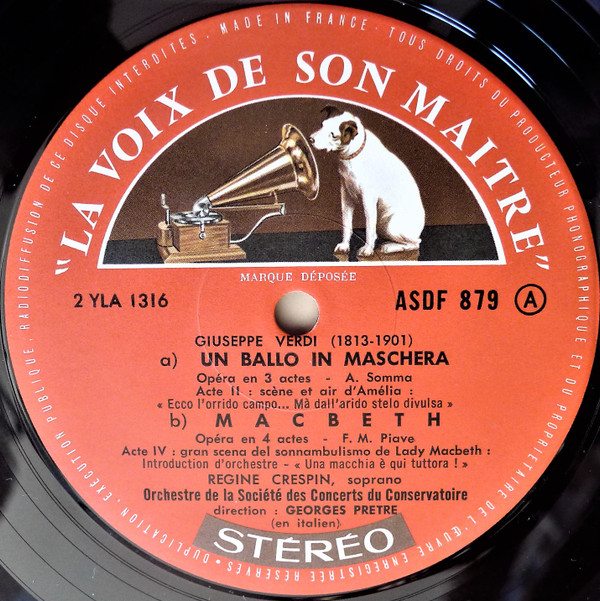 MADE IN FRANCE · TOUS DROITS DU PRODUCTEUR PHONOGRAPHIQUE ET DU PROPRIETAIRE DE L'ŒUVRE ENREGISTREE RESERVES · DUPLICATION · EXECUTION PUBLIQUE, RADIODIFFUSION DE CE DISQUE INTERDITES ·
"LA VOIX DE SON MAITRE"
MARQUE DÉPOSÉE
2 YLA 1316
ASDF 879 A
GIUSEPPE VERDI (1813-1901)
a) UN BALLO IN MASCHERA
Opéra en 3 actes - A. Somma
Acte II : scène et air d'Amélia :
« Ecco l'orrido campo... Mà dall'arido stelo divulsa »
b) MACBETH
Opéra en 4 actes - F. M. Piave
Acte IV : gran scena del sonnambulismo de Lady Macbeth :
Introduction d'orchestre - « Una macchia è qui tuttora ! »
REGINE CRESPIN, soprano
Orchestre de la Société des Concerts du Conservatoire
direction : GEORGES PRETRE
(en italien)
STÉRÉO